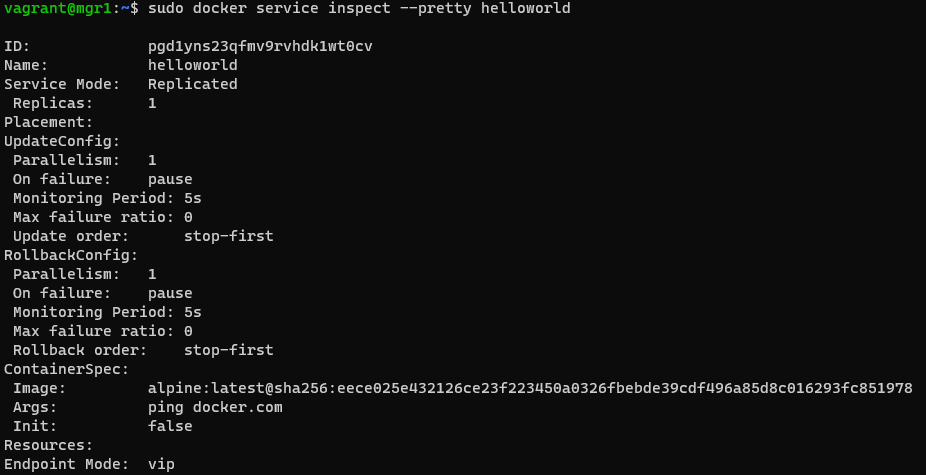 vagrant@mgr1:~$ sudo docker service inspect --pretty helloworld

ID:             pgd1yns23qfmv9rvhdk1wt0cv
Name:           helloworld
Service Mode:   Replicated
 Replicas:      1
Placement:
UpdateConfig:
 Parallelism:   1
 On failure:    pause
 Monitoring Period: 5s
 Max failure ratio: 0
 Update order:      stop-first
RollbackConfig:
 Parallelism:   1
 On failure:    pause
 Monitoring Period: 5s
 Max failure ratio: 0
 Rollback order:    stop-first
ContainerSpec:
 Image:         alpine:latest@sha256:eece025e432126ce23f223450a0326fbebde39cdf496a85d8c016293fc851978
 Args:          ping docker.com
 Init:          false
Resources:
Endpoint Mode:  vip